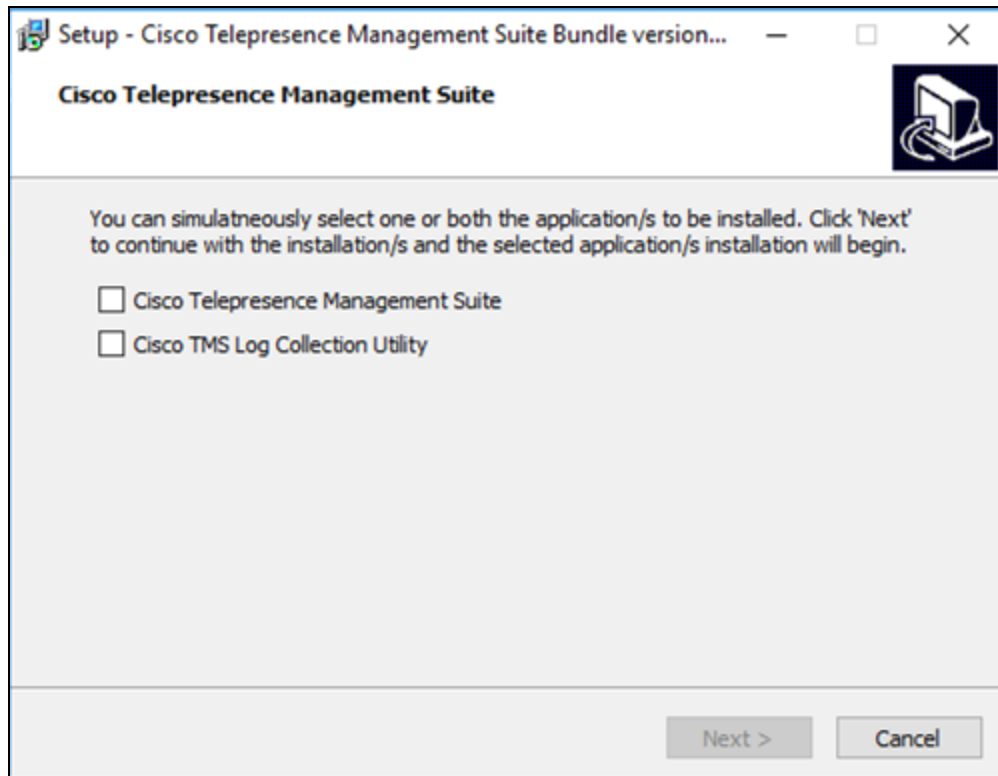 Setup - Cisco Telepresence Management Suite Bundle version...
Cisco Telepresence Management Suite
You can simulatneously select one or both the application/s to be installed. Click 'Next'
to continue with the installation/s and the selected application/s installation will begin.
Cisco Telepresence Management Suite
Cisco TMS Log Collection Utility
Next >
Cancel